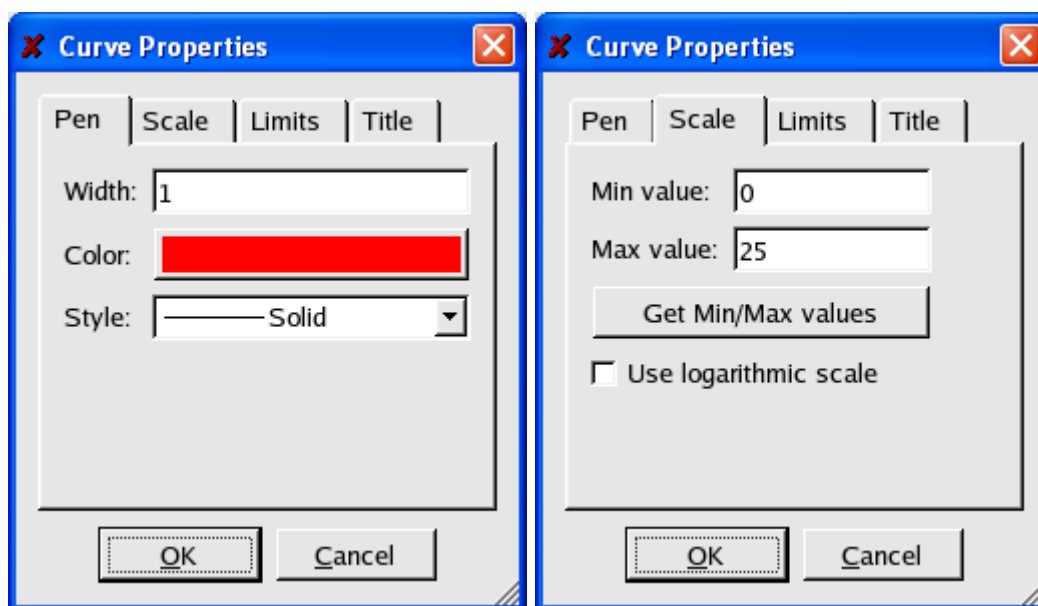 Curve Properties
Pen Scale Limits Title
Width: 1
Color:
Style: Solid
OK Cancel
Curve Properties
Pen Scale Limits Title
Min value: 0
Max value: 25
Get Min/Max values
Use logarithmic scale
OK Cancel